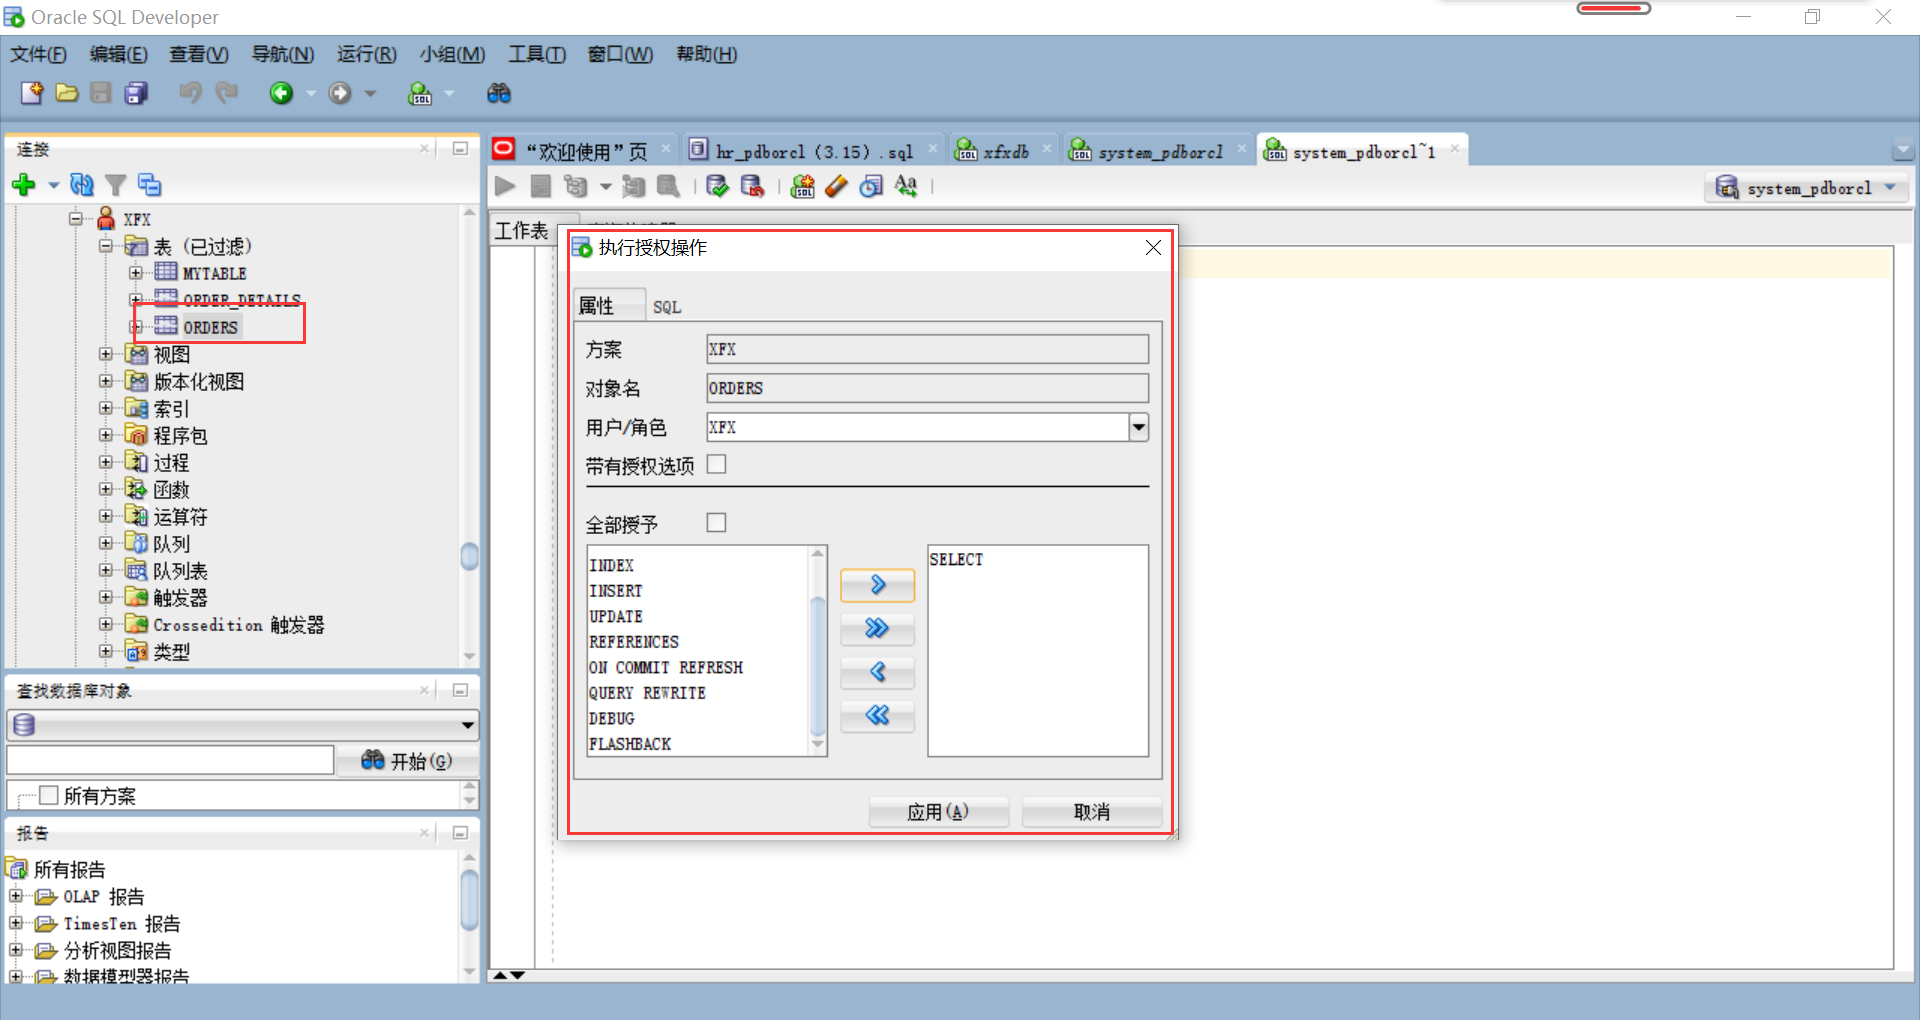 Oracle SQL Developer
文件(F) 编辑(E) 查看(V) 导航(N) 运行(R) 小组(M) 工具(T) 窗口(W) 帮助(H)
连接
XFX
表 (已过滤)
MYTABLE
ORDER_DETAILS
ORDERS
视图
版本化视图
索引
程序包
过程
函数
运算符
队列
队列表
触发器
Crossedition 触发器
类型
查找数据库对象
开始(G)
所有方案
报告
所有报告
OLAP 报告
TimesTen 报告
分析视图报告
数据模型器报告
“欢迎使用”页
hr_pdborcl (3.15) .sql
xfxdb
system_pdborcl
system_pdborcl~1
system_pdborcl
工作表
执行授权操作
属性
SQL
方案
XFX
对象名
ORDERS
用户/角色
XFX
带有授权选项
全部授予
INDEX
INSERT
UPDATE
REFERENCES
ON COMMIT REFRESH
QUERY REWRITE
DEBUG
FLASHBACK
SELECT
应用(A)
取消